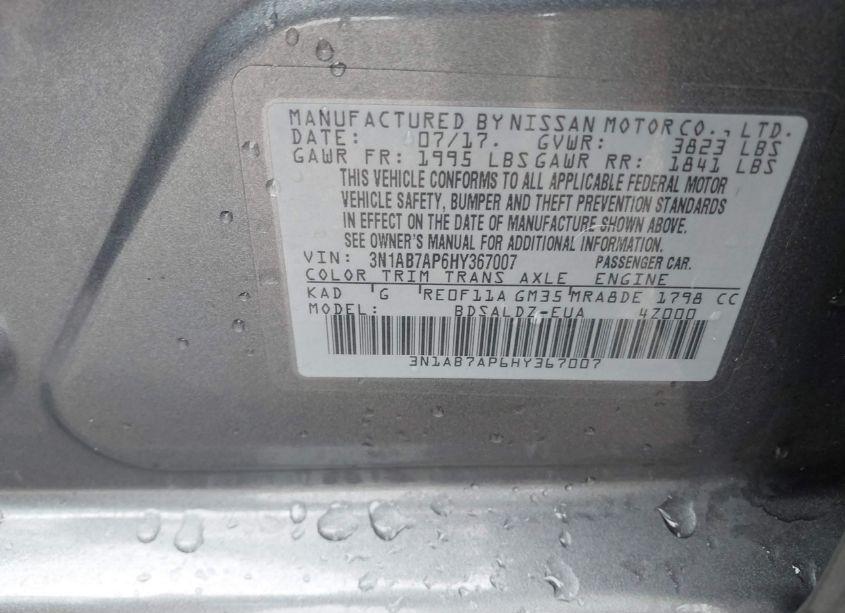 MANUFACTURED BY NISSAN MOTOR CO., LTD.
DATE: 07/17. GVWR: 3823 LBS
GAWR FR: 1995 LBS GAWR RR: 1841 LBS
THIS VEHICLE CONFORMS TO ALL APPLICABLE FEDERAL MOTOR
VEHICLE SAFETY, BUMPER AND THEFT PREVENTION STANDARDS
IN EFFECT ON THE DATE OF MANUFACTURE SHOWN ABOVE.
SEE OWNER'S MANUAL FOR ADDITIONAL INFORMATION.
VIN: 3N1AB7AP6HY367007 PASSENGER CAR.
COLOR TRIM TRANS AXLE ENGINE
KAD G RE0F11A GM35 MRA8DE 1798 CC
MODEL: BDSALDZ-EUA 4Z000
3N1AB7AP6HY367007